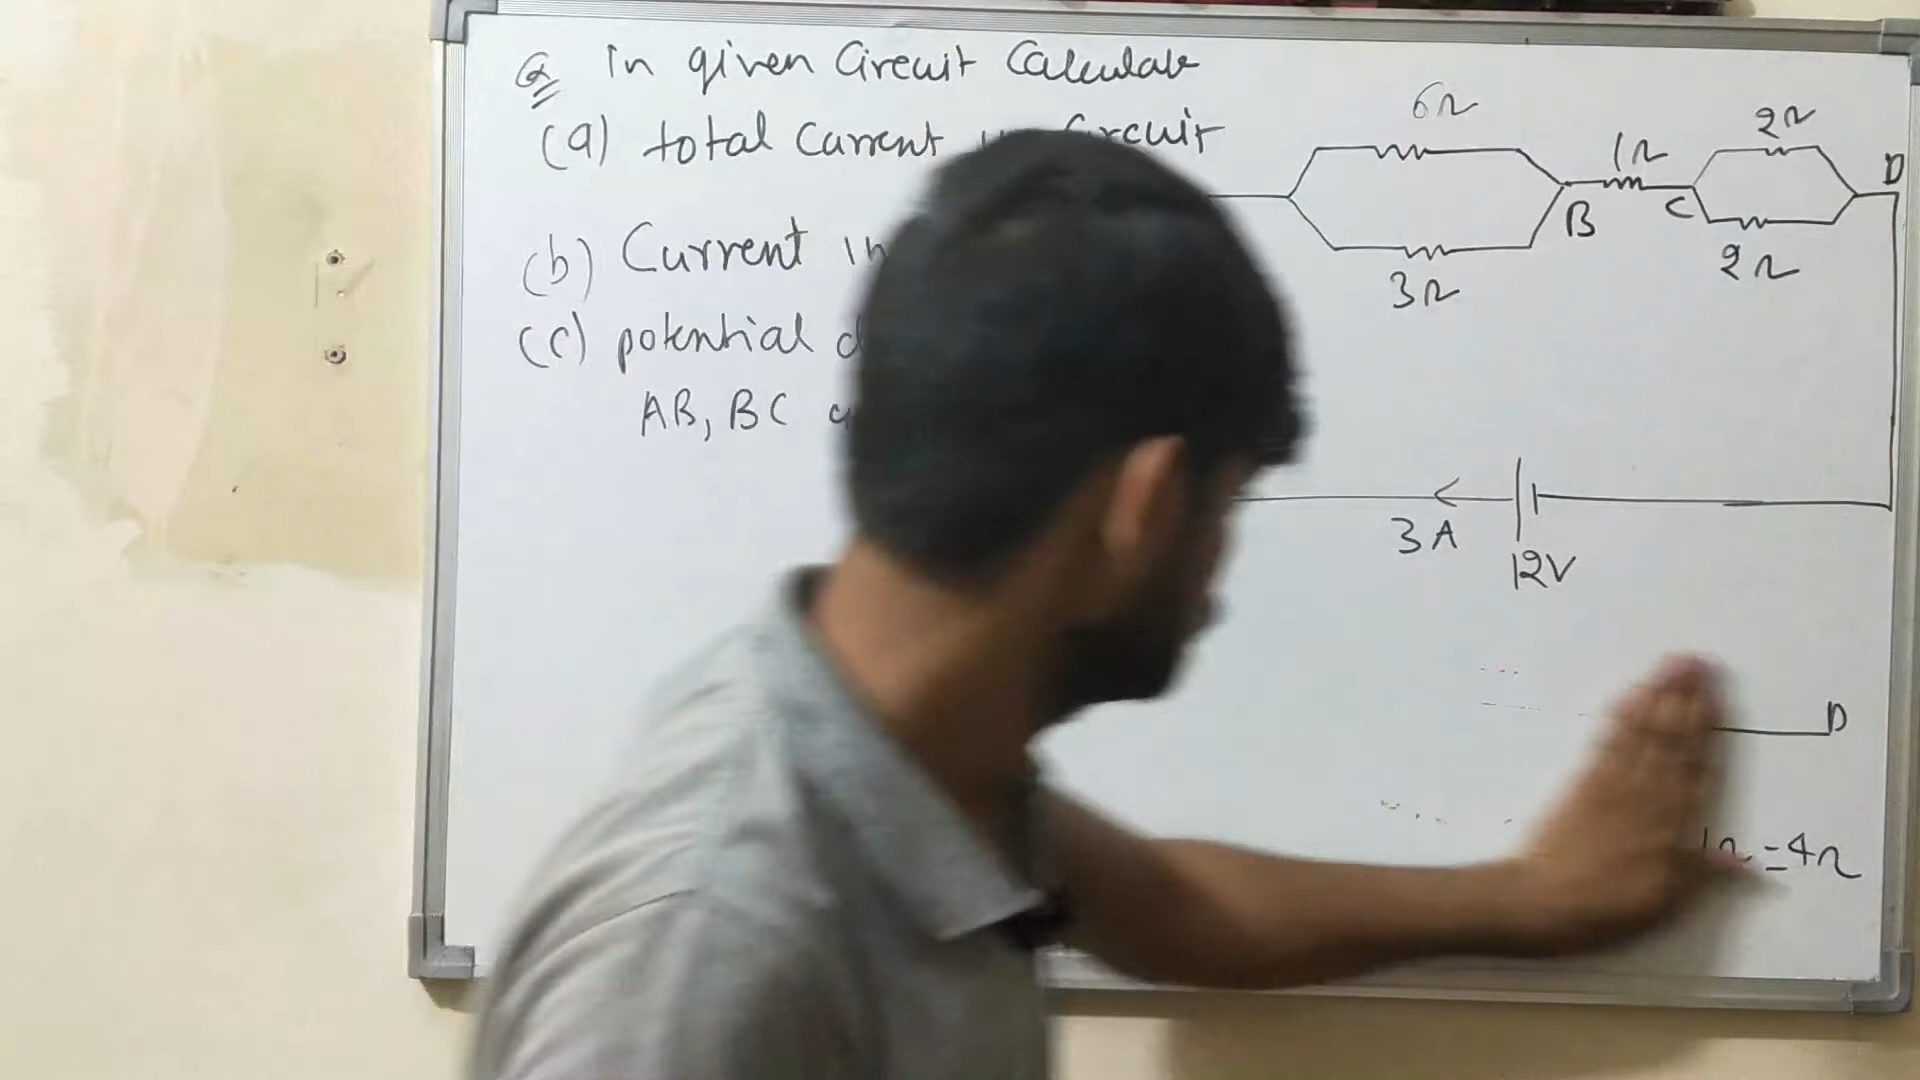 Q In given Circuit Calculate
(a) total Current Circuit
(b) Current in
(c) potential
AB, BC
6Ω
3Ω
B
1Ω
C
2Ω
2Ω
D
3A
12V
D
1Ω = 4Ω